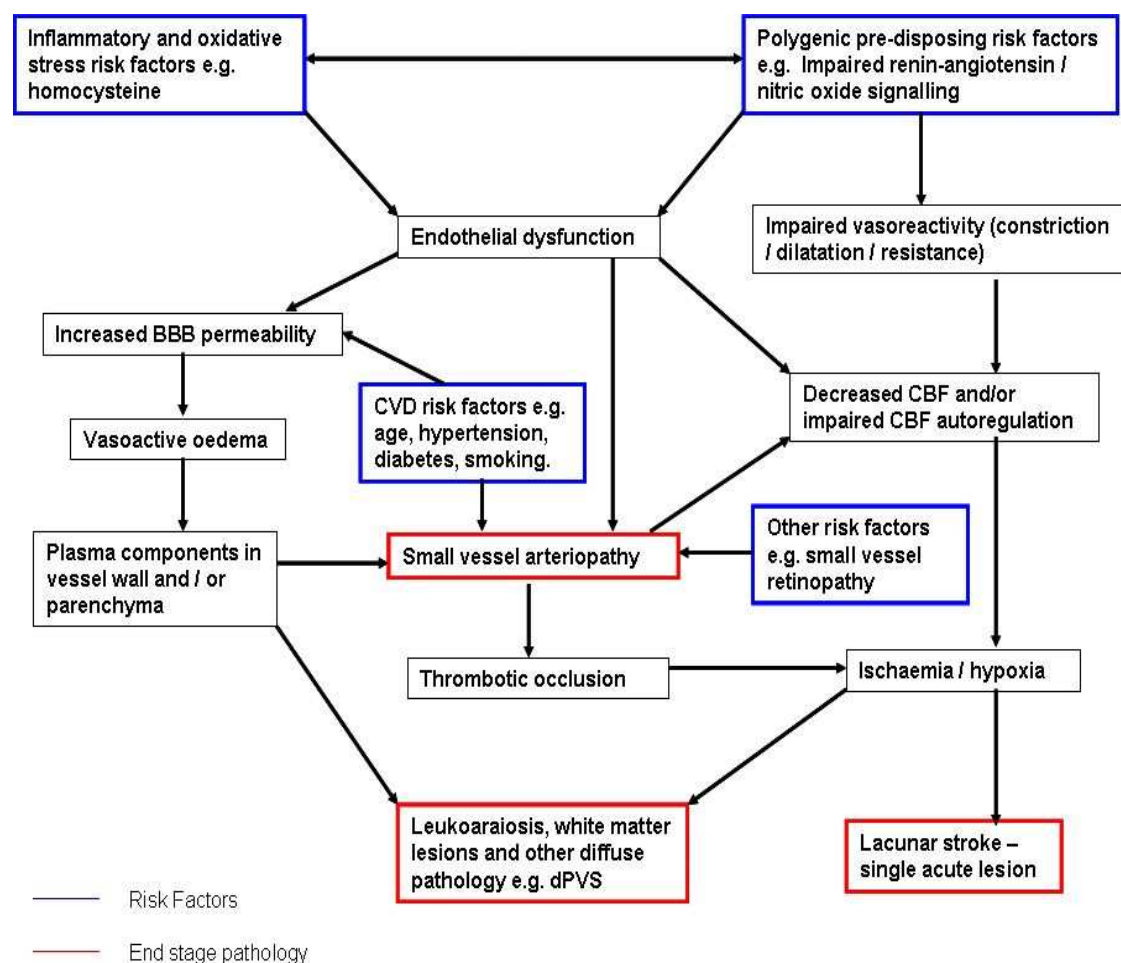 Inflammatory and oxidative
stress risk factors e.g.
homocysteine
Polygenic pre-disposing risk factors
e.g. Impaired renin-angiotensin /
nitric oxide signalling
Endothelial dysfunction
Impaired vasoreactivity (constriction
/ dilatation / resistance)
Increased BBB permeability
CVD risk factors e.g.
age, hypertension,
diabetes, smoking.
Decreased CBF and/or
impaired CBF autoregulation
Vasoactive oedema
Plasma components in
vessel wall and / or
parenchyma
Small vessel arteriopathy
Other risk factors
e.g. small vessel
retinopathy
Thrombotic occlusion
Ischaemia / hypoxia
Leukoaraiosis, white matter
lesions and other diffuse
pathology e.g. dPVS
Lacunar stroke –
single acute lesion
Risk Factors
End stage pathology